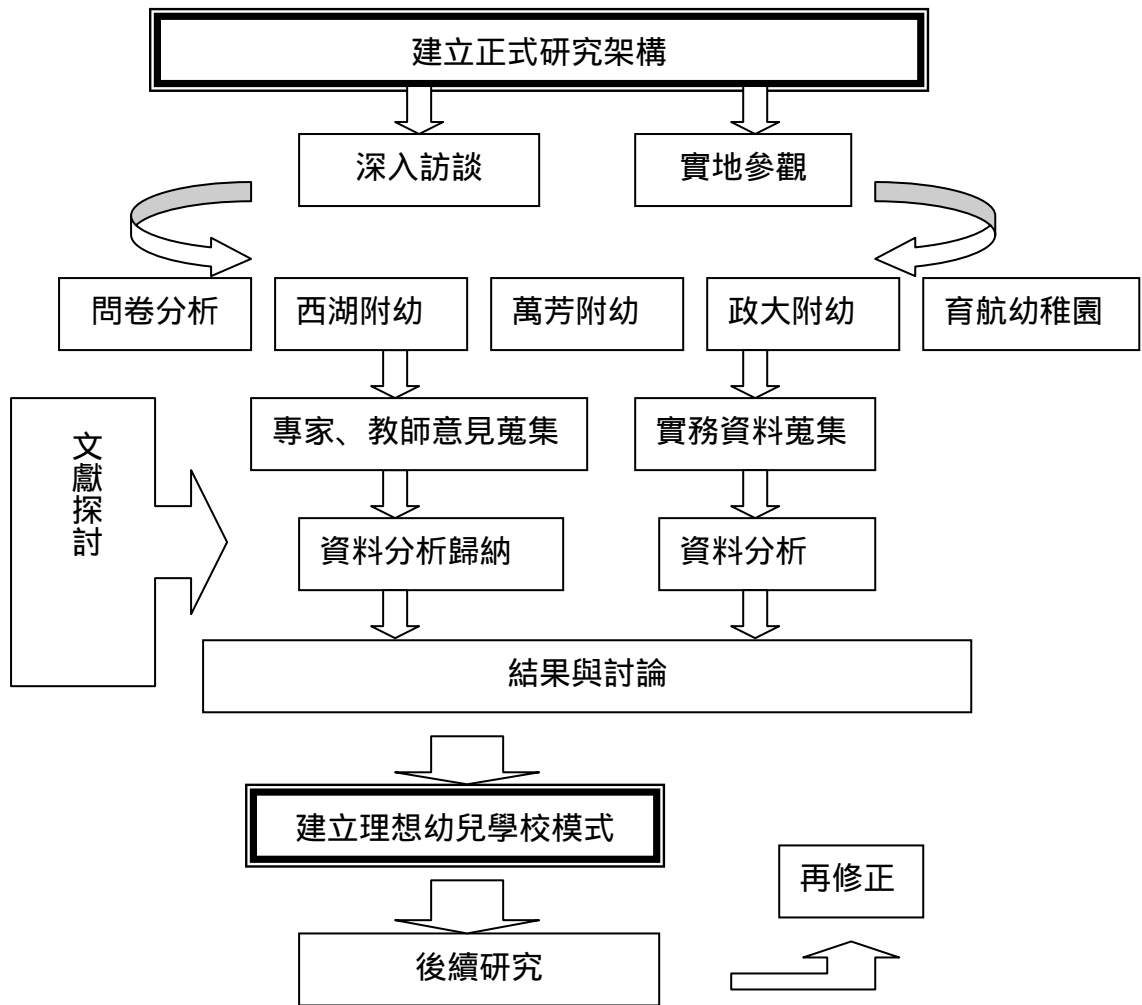 建立正式研究架構
深入訪談
實地參觀
問卷分析
西湖附幼
萬芳附幼
政大附幼
育航幼稚園
文獻探討
專家、教師意見蒐集
實務資料蒐集
資料分析歸納
資料分析
結果與討論
建立理想幼兒學校模式
再修正
後續研究